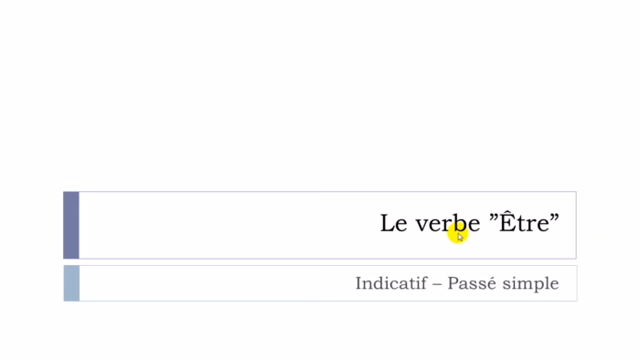 Le verbe ”Être”
Indicatif – Passé simple